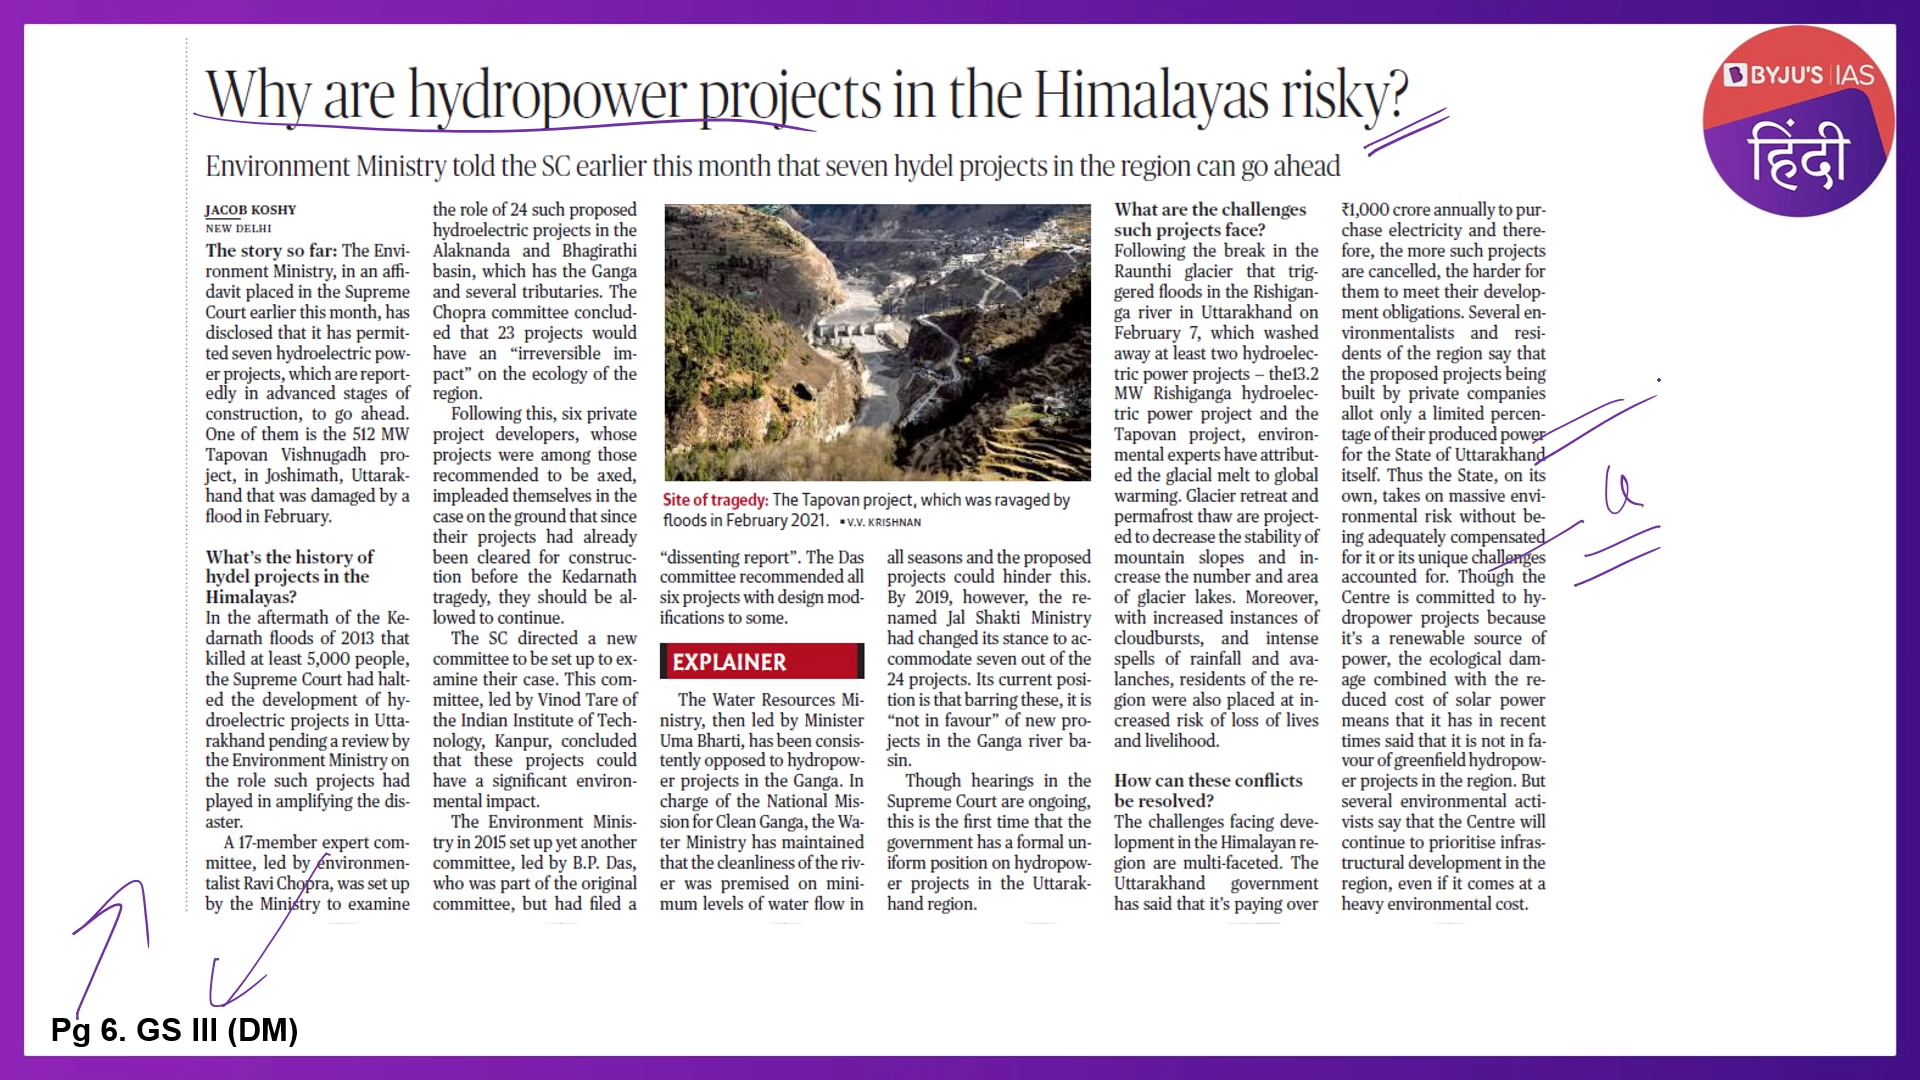 Why are hydropower projects in the Himalayas risky?
Environment Ministry told the SC earlier this month that seven hydel projects in the region can go ahead
BYJU'S IAS
हिंदी
JACOB KOSHY
NEW DELHI
The story so far: The Envi-
ronment Ministry, in an affi-
davit placed in the Supreme
Court earlier this month, has
disclosed that it has permit-
ted seven hydroelectric pow-
er projects, which are report-
edly in advanced stages of
construction, to go ahead.
One of them is the 512 MW
Tapovan Vishnugadh pro-
ject, in Joshimath, Uttarak-
hand that was damaged by a
flood in February.
What's the history of
hydel projects in the
Himalayas?
In the aftermath of the Ke-
darnath floods of 2013 that
killed at least 5,000 people,
the Supreme Court had halt-
ed the development of hy-
droelectric projects in Utta-
rakhand pending a review by
the Environment Ministry on
the role such projects had
played in amplifying the dis-
aster.
A 17-member expert com-
mittee, led by environmen-
talist Ravi Chopra, was set up
by the Ministry to examine
the role of 24 such proposed
hydroelectric projects in the
Alaknanda and Bhagirathi
basin, which has the Ganga
and several tributaries. The
Chopra committee conclud-
ed that 23 projects would
have an “irreversible im-
pact” on the ecology of the
region.
Following this, six private
project developers, whose
projects were among those
recommended to be axed,
impleaded themselves in the
case on the ground that since
their projects had already
been cleared for construc-
tion before the Kedarnath
tragedy, they should be al-
lowed to continue.
The SC directed a new
committee to be set up to ex-
amine their case. This com-
mittee, led by Vinod Tare of
the Indian Institute of Tech-
nology, Kanpur, concluded
that these projects could
have a significant environ-
mental impact.
The Environment Minis-
try in 2015 set up yet another
committee, led by B.P. Das,
who was part of the original
committee, but had filed a
Site of tragedy: The Tapovan project, which was ravaged by
floods in February 2021. ▪ V.V. KRISHNAN
“dissenting report”. The Das
committee recommended all
six projects with design mod-
ifications to some.
EXPLAINER
The Water Resources Mi-
nistry, then led by Minister
Uma Bharti, has been consis-
tently opposed to hydropow-
er projects in the Ganga. In
charge of the National Mis-
sion for Clean Ganga, the Wa-
ter Ministry has maintained
that the cleanliness of the riv-
er was premised on mini-
mum levels of water flow in
all seasons and the proposed
projects could hinder this.
By 2019, however, the re-
named Jal Shakti Ministry
had changed its stance to ac-
commodate seven out of the
24 projects. Its current posi-
tion is that barring these, it is
“not in favour” of new pro-
jects in the Ganga river ba-
sin.
Though hearings in the
Supreme Court are ongoing,
this is the first time that the
government has a formal un-
iform position on hydropow-
er projects in the Uttarak-
hand region.
What are the challenges
such projects face?
Following the break in the
Raunthi glacier that trig-
gered floods in the Rishigan-
ga river in Uttarakhand on
February 7, which washed
away at least two hydroelec-
tric power projects – the13.2
MW Rishiganga hydroelec-
tric power project and the
Tapovan project, environ-
mental experts have attribut-
ed the glacial melt to global
warming. Glacier retreat and
permafrost thaw are project-
ed to decrease the stability of
mountain slopes and in-
crease the number and area
of glacier lakes. Moreover,
with increased instances of
cloudbursts, and intense
spells of rainfall and ava-
lanches, residents of the re-
gion were also placed at in-
creased risk of loss of lives
and livelihood.
How can these conflicts
be resolved?
The challenges facing deve-
lopment in the Himalayan re-
gion are multi-faceted. The
Uttarakhand government
has said that it's paying over
₹1,000 crore annually to pur-
chase electricity and there-
fore, the more such projects
are cancelled, the harder for
them to meet their develop-
ment obligations. Several en-
vironmentalists and resi-
dents of the region say that
the proposed projects being
built by private companies
allot only a limited percen-
tage of their produced power
for the State of Uttarakhand
itself. Thus the State, on its
own, takes on massive envi-
ronmental risk without be-
ing adequately compensated
for it or its unique challenges
accounted for. Though the
Centre is committed to hy-
dropower projects because
it's a renewable source of
power, the ecological dam-
age combined with the re-
duced cost of solar power
means that it has in recent
times said that it is not in fa-
vour of greenfield hydropow-
er projects in the region. But
several environmental acti-
vists say that the Centre will
continue to prioritise infras-
tructural development in the
region, even if it comes at a
heavy environmental cost.
Pg 6. GS III (DM)